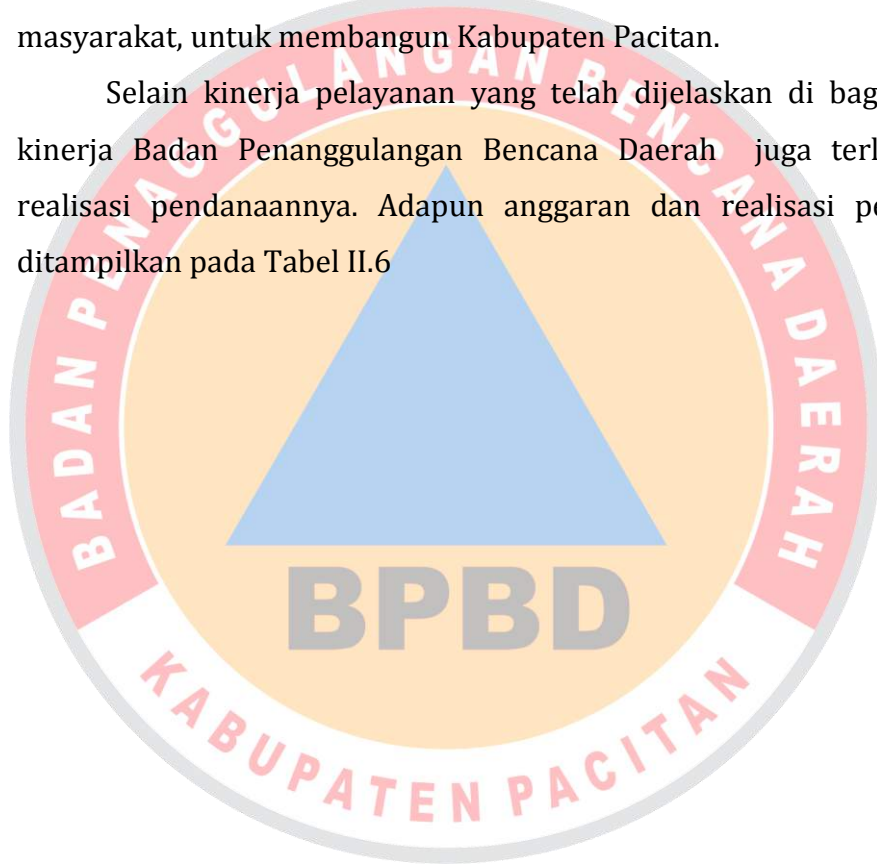 masyarakat, untuk membangun Kabupaten Pacitan.
Selain kinerja pelayanan yang telah dijelaskan di bag
kinerja Badan Penanggulangan Bencana Daerah juga terl
realisasi pendanaannya. Adapun anggaran dan realisasi pe
ditampilkan pada Tabel II.6
BADAN PENAGGULANGAN BENCANA DAERAH
BPBD
KABUPATEN PACITAN